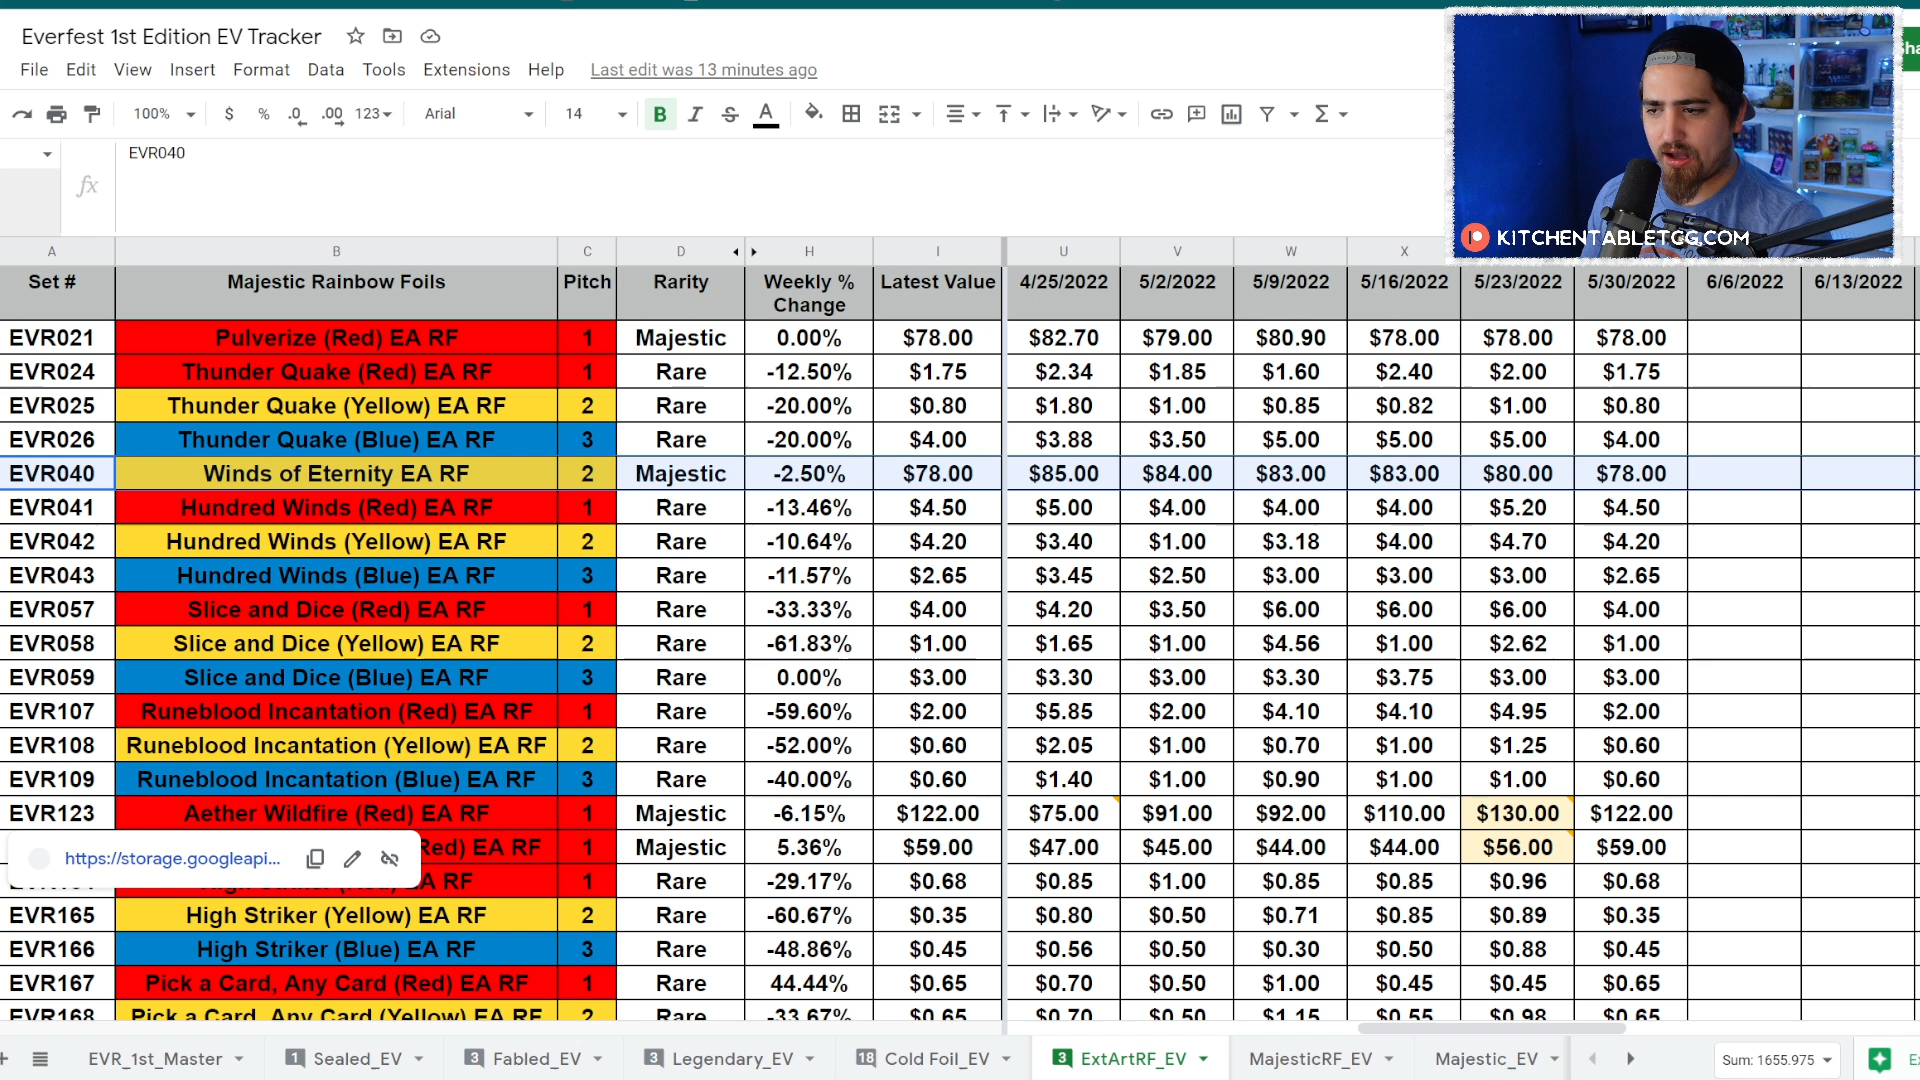 Everfest 1st Edition EV Tracker
File Edit View Insert Format Data Tools Extensions Help Last edit was 13 minutes ago
100% $ % .0 .00 123 Arial 14 B I S A Σ
fx EVR040
KITCHENTABLETCG.COM
A B C D H I U V W X
Set # Majestic Rainbow Foils Pitch Rarity Weekly % Change Latest Value 4/25/2022 5/2/2022 5/9/2022 5/16/2022 5/23/2022 5/30/2022 6/6/2022 6/13/2022
EVR021 Pulverize (Red) EA RF 1 Majestic 0.00% $78.00 $82.70 $79.00 $80.90 $78.00 $78.00 $78.00
EVR024 Thunder Quake (Red) EA RF 1 Rare -12.50% $1.75 $2.34 $1.85 $1.60 $2.40 $2.00 $1.75
EVR025 Thunder Quake (Yellow) EA RF 2 Rare -20.00% $0.80 $1.80 $1.00 $0.85 $0.82 $1.00 $0.80
EVR026 Thunder Quake (Blue) EA RF 3 Rare -20.00% $4.00 $3.88 $3.50 $5.00 $5.00 $5.00 $4.00
EVR040 Winds of Eternity EA RF 2 Majestic -2.50% $78.00 $85.00 $84.00 $83.00 $83.00 $80.00 $78.00
EVR041 Hundred Winds (Red) EA RF 1 Rare -13.46% $4.50 $5.00 $4.00 $4.00 $4.00 $5.20 $4.50
EVR042 Hundred Winds (Yellow) EA RF 2 Rare -10.64% $4.20 $3.40 $1.00 $3.18 $4.00 $4.70 $4.20
EVR043 Hundred Winds (Blue) EA RF 3 Rare -11.57% $2.65 $3.45 $2.50 $3.00 $3.00 $3.00 $2.65
EVR057 Slice and Dice (Red) EA RF 1 Rare -33.33% $4.00 $4.20 $3.50 $6.00 $6.00 $6.00 $4.00
EVR058 Slice and Dice (Yellow) EA RF 2 Rare -61.83% $1.00 $1.65 $1.00 $4.56 $1.00 $2.62 $1.00
EVR059 Slice and Dice (Blue) EA RF 3 Rare 0.00% $3.00 $3.30 $3.00 $3.30 $3.75 $3.00 $3.00
EVR107 Runeblood Incantation (Red) EA RF 1 Rare -59.60% $2.00 $5.85 $2.00 $4.10 $4.10 $4.95 $2.00
EVR108 Runeblood Incantation (Yellow) EA RF 2 Rare -52.00% $0.60 $2.05 $1.00 $0.70 $1.00 $1.25 $0.60
EVR109 Runeblood Incantation (Blue) EA RF 3 Rare -40.00% $0.60 $1.40 $1.00 $0.90 $1.00 $1.00 $0.60
EVR123 Aether Wildfire (Red) EA RF 1 Majestic -6.15% $122.00 $75.00 $91.00 $92.00 $110.00 $130.00 $122.00
https://storage.googleapi... Red) EA RF 1 Majestic 5.36% $59.00 $47.00 $45.00 $44.00 $44.00 $56.00 $59.00
A RF 1 Rare -29.17% $0.68 $0.85 $1.00 $0.85 $0.85 $0.96 $0.68
EVR165 High Striker (Yellow) EA RF 2 Rare -60.67% $0.35 $0.80 $0.50 $0.71 $0.85 $0.89 $0.35
EVR166 High Striker (Blue) EA RF 3 Rare -48.86% $0.45 $0.56 $0.50 $0.30 $0.50 $0.88 $0.45
EVR167 Pick a Card, Any Card (Red) EA RF 1 Rare 44.44% $0.65 $0.70 $0.50 $1.00 $0.45 $0.45 $0.65
EVR168 Pick a Card, Any Card (Yellow) EA RF 2 Rare -33.67% $0.65 $0.70 $0.50 $1.15 $0.55 $0.98 $0.65
+ EVR_1st_Master 1 Sealed_EV 3 Fabled_EV 3 Legendary_EV 18 Cold Foil_EV 3 ExtArtRF_EV MajesticRF_EV Majestic_EV Sum: 1655.975